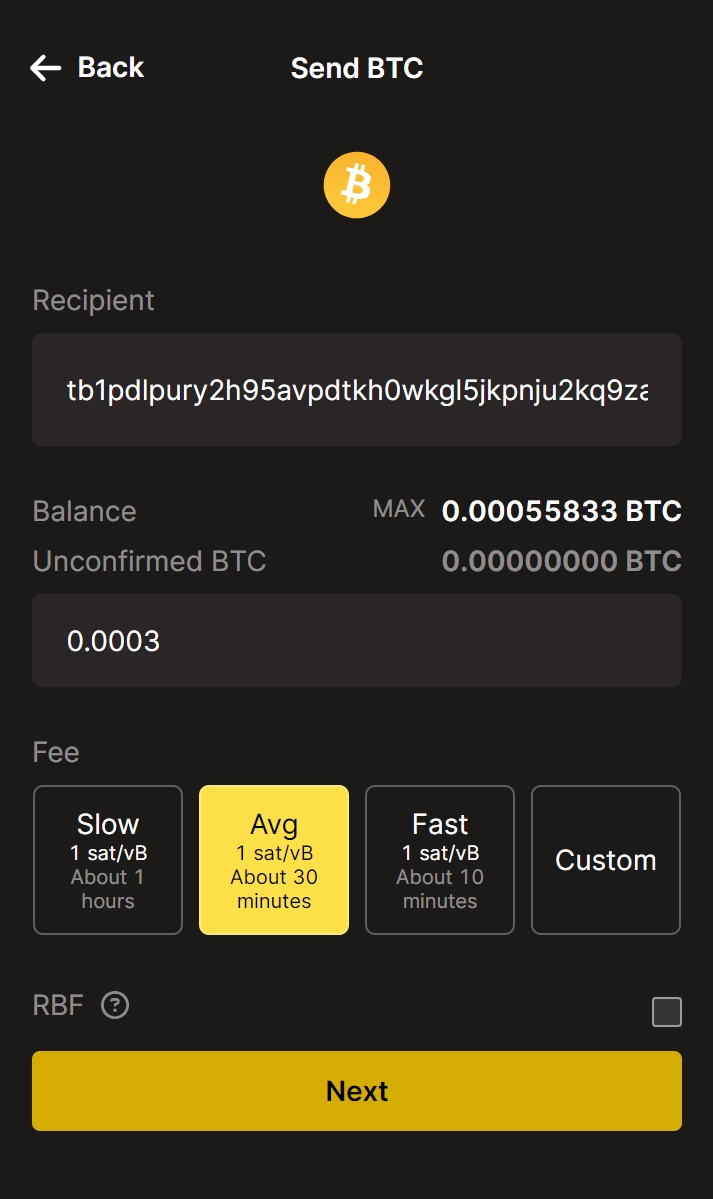 Back
Send BTC
Recipient
tb1pdlpury2h95avpdtkh0wkgl5jkpnju2kq9za
Balance MAX 0.00055833 BTC
Unconfirmed BTC 0.00000000 BTC
0.0003
Fee
Slow
1 sat/vB
About 1
hours
Avg
1 sat/vB
About 30
minutes
Fast
1 sat/vB
About 10
minutes
Custom
RBF ?
Next